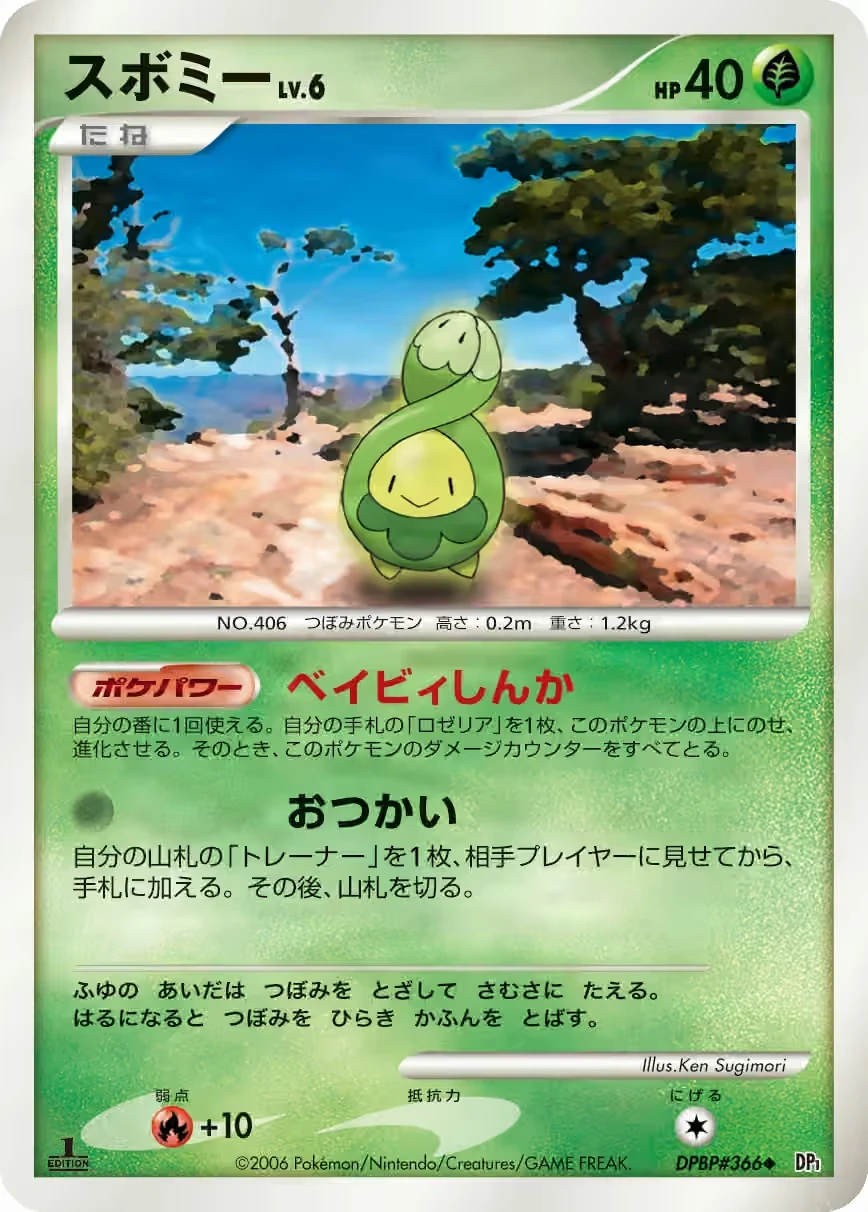 スボミー LV.6 HP 40
たね
NO.406 つぼみポケモン 高さ：0.2m 重さ：1.2kg
ポケパワー ベイビィしんか
自分の番に1回使える。自分の手札の「ロゼリア」を1枚、このポケモンの上にのせ、
進化させる。そのとき、このポケモンのダメージカウンターをすべてとる。
おつかい
自分の山札の「トレーナー」を1枚、相手プレイヤーに見せてから、
手札に加える。その後、山札を切る。
ふゆの あいだは つぼみを とざして さむさに たえる。
はるになると つぼみを ひらき かふんを とばす。
Illus.Ken Sugimori
弱点 抵抗力 にげる
+10
1 EDITION ©2006 Pokémon/Nintendo/Creatures/GAME FREAK. DPBP#366◆ DP1